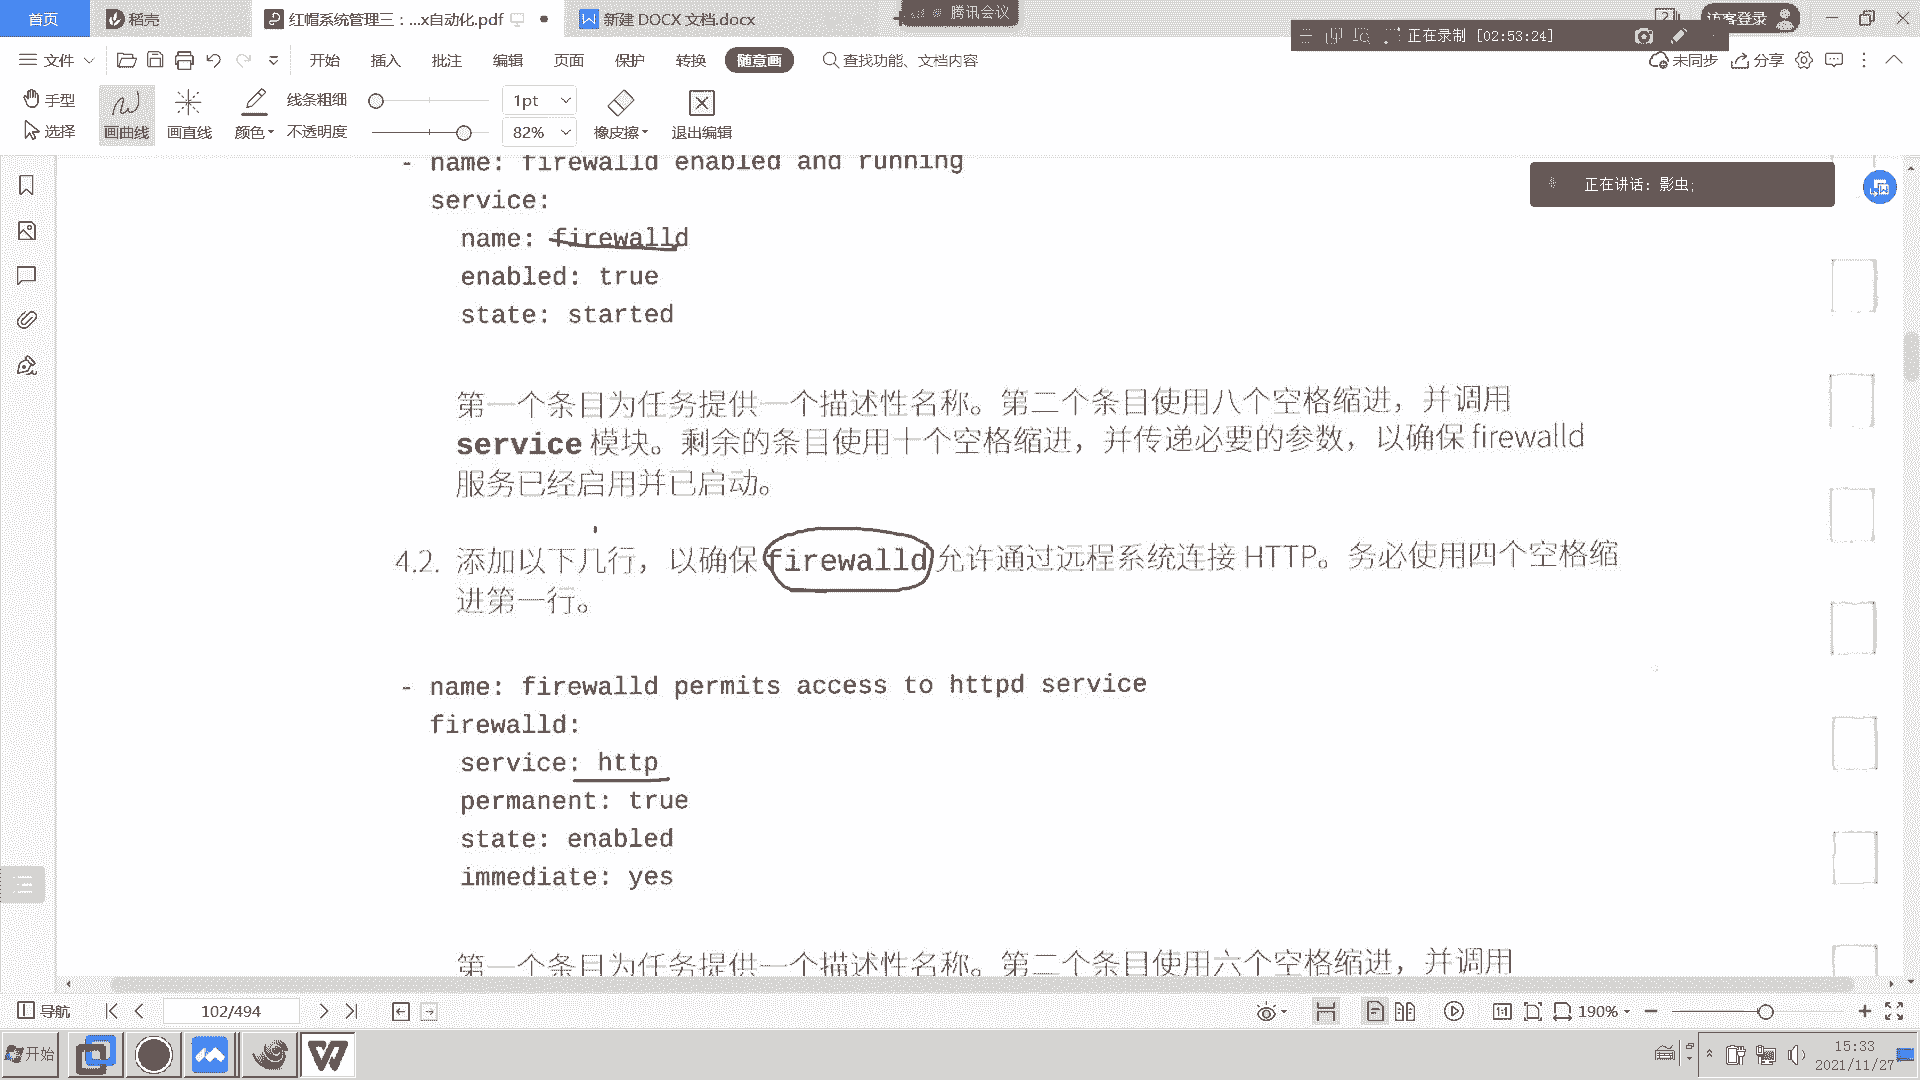 首页
稻壳
红帽系统管理三：...x自动化.pdf
新建 DOCX 文档.docx
腾讯会议
访客登录
正在录制 [02:53:24]
文件
开始
插入
批注
编辑
页面
保护
转换
随意画
查找功能、文档内容
未同步
分享
手型
选择
画曲线
画直线
颜色
线条粗细
1pt
不透明度
82%
橡皮擦
退出编辑
正在讲话：影虫;
- name: firewalld enabled and running
service:
name: firewalld
enabled: true
state: started
第一个条目为任务提供一个描述性名称。第二个条目使用八个空格缩进，并调用
service 模块。剩余的条目使用十个空格缩进，并传递必要的参数，以确保 firewalld
服务已经启用并已启动。
4.2. 添加以下几行，以确保 firewalld 允许通过远程系统连接 HTTP。务必使用四个空格缩
进第一行。
- name: firewalld permits access to httpd service
firewalld:
service: http
permanent: true
state: enabled
immediate: yes
第一个条目为任务提供一个描述性名称。第二个条目使用六个空格缩进，并调用
导航
102/494
1:1
190%
开始
15:33
2021/11/27